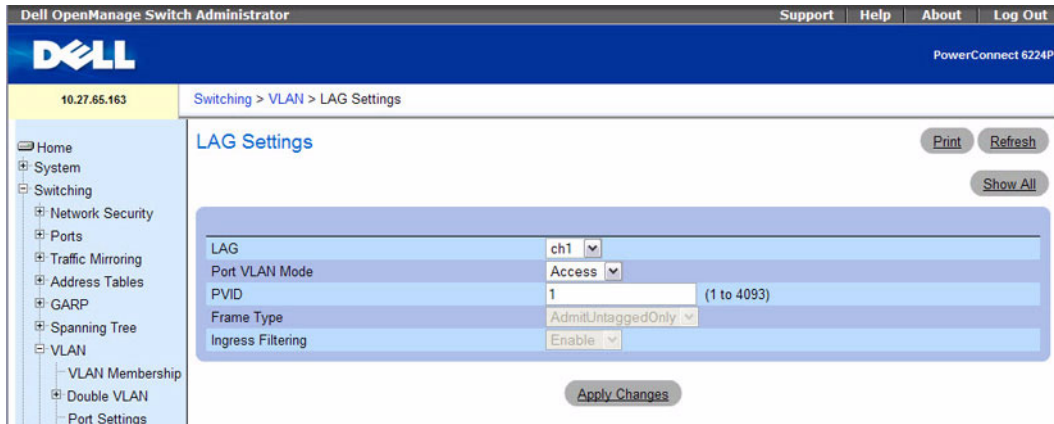 Dell OpenManage Switch Administrator
Support Help About Log Out
DELL
PowerConnect 6224P
10.27.65.163
Switching > VLAN > LAG Settings
Home
System
Switching
Network Security
Ports
Traffic Mirroring
Address Tables
GARP
Spanning Tree
VLAN
VLAN Membership
Double VLAN
Port Settings
LAG Settings
Print Refresh
Show All
LAG ch1
Port VLAN Mode Access
PVID 1 (1 to 4093)
Frame Type AdmitUntaggedOnly
Ingress Filtering Enable
Apply Changes